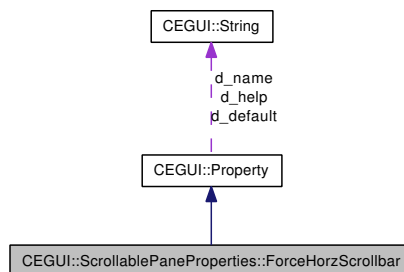 CEGUI::String
d_name
d_help
d_default
CEGUI::Property
CEGUI::ScrollablePaneProperties::ForceHorzScrollbar